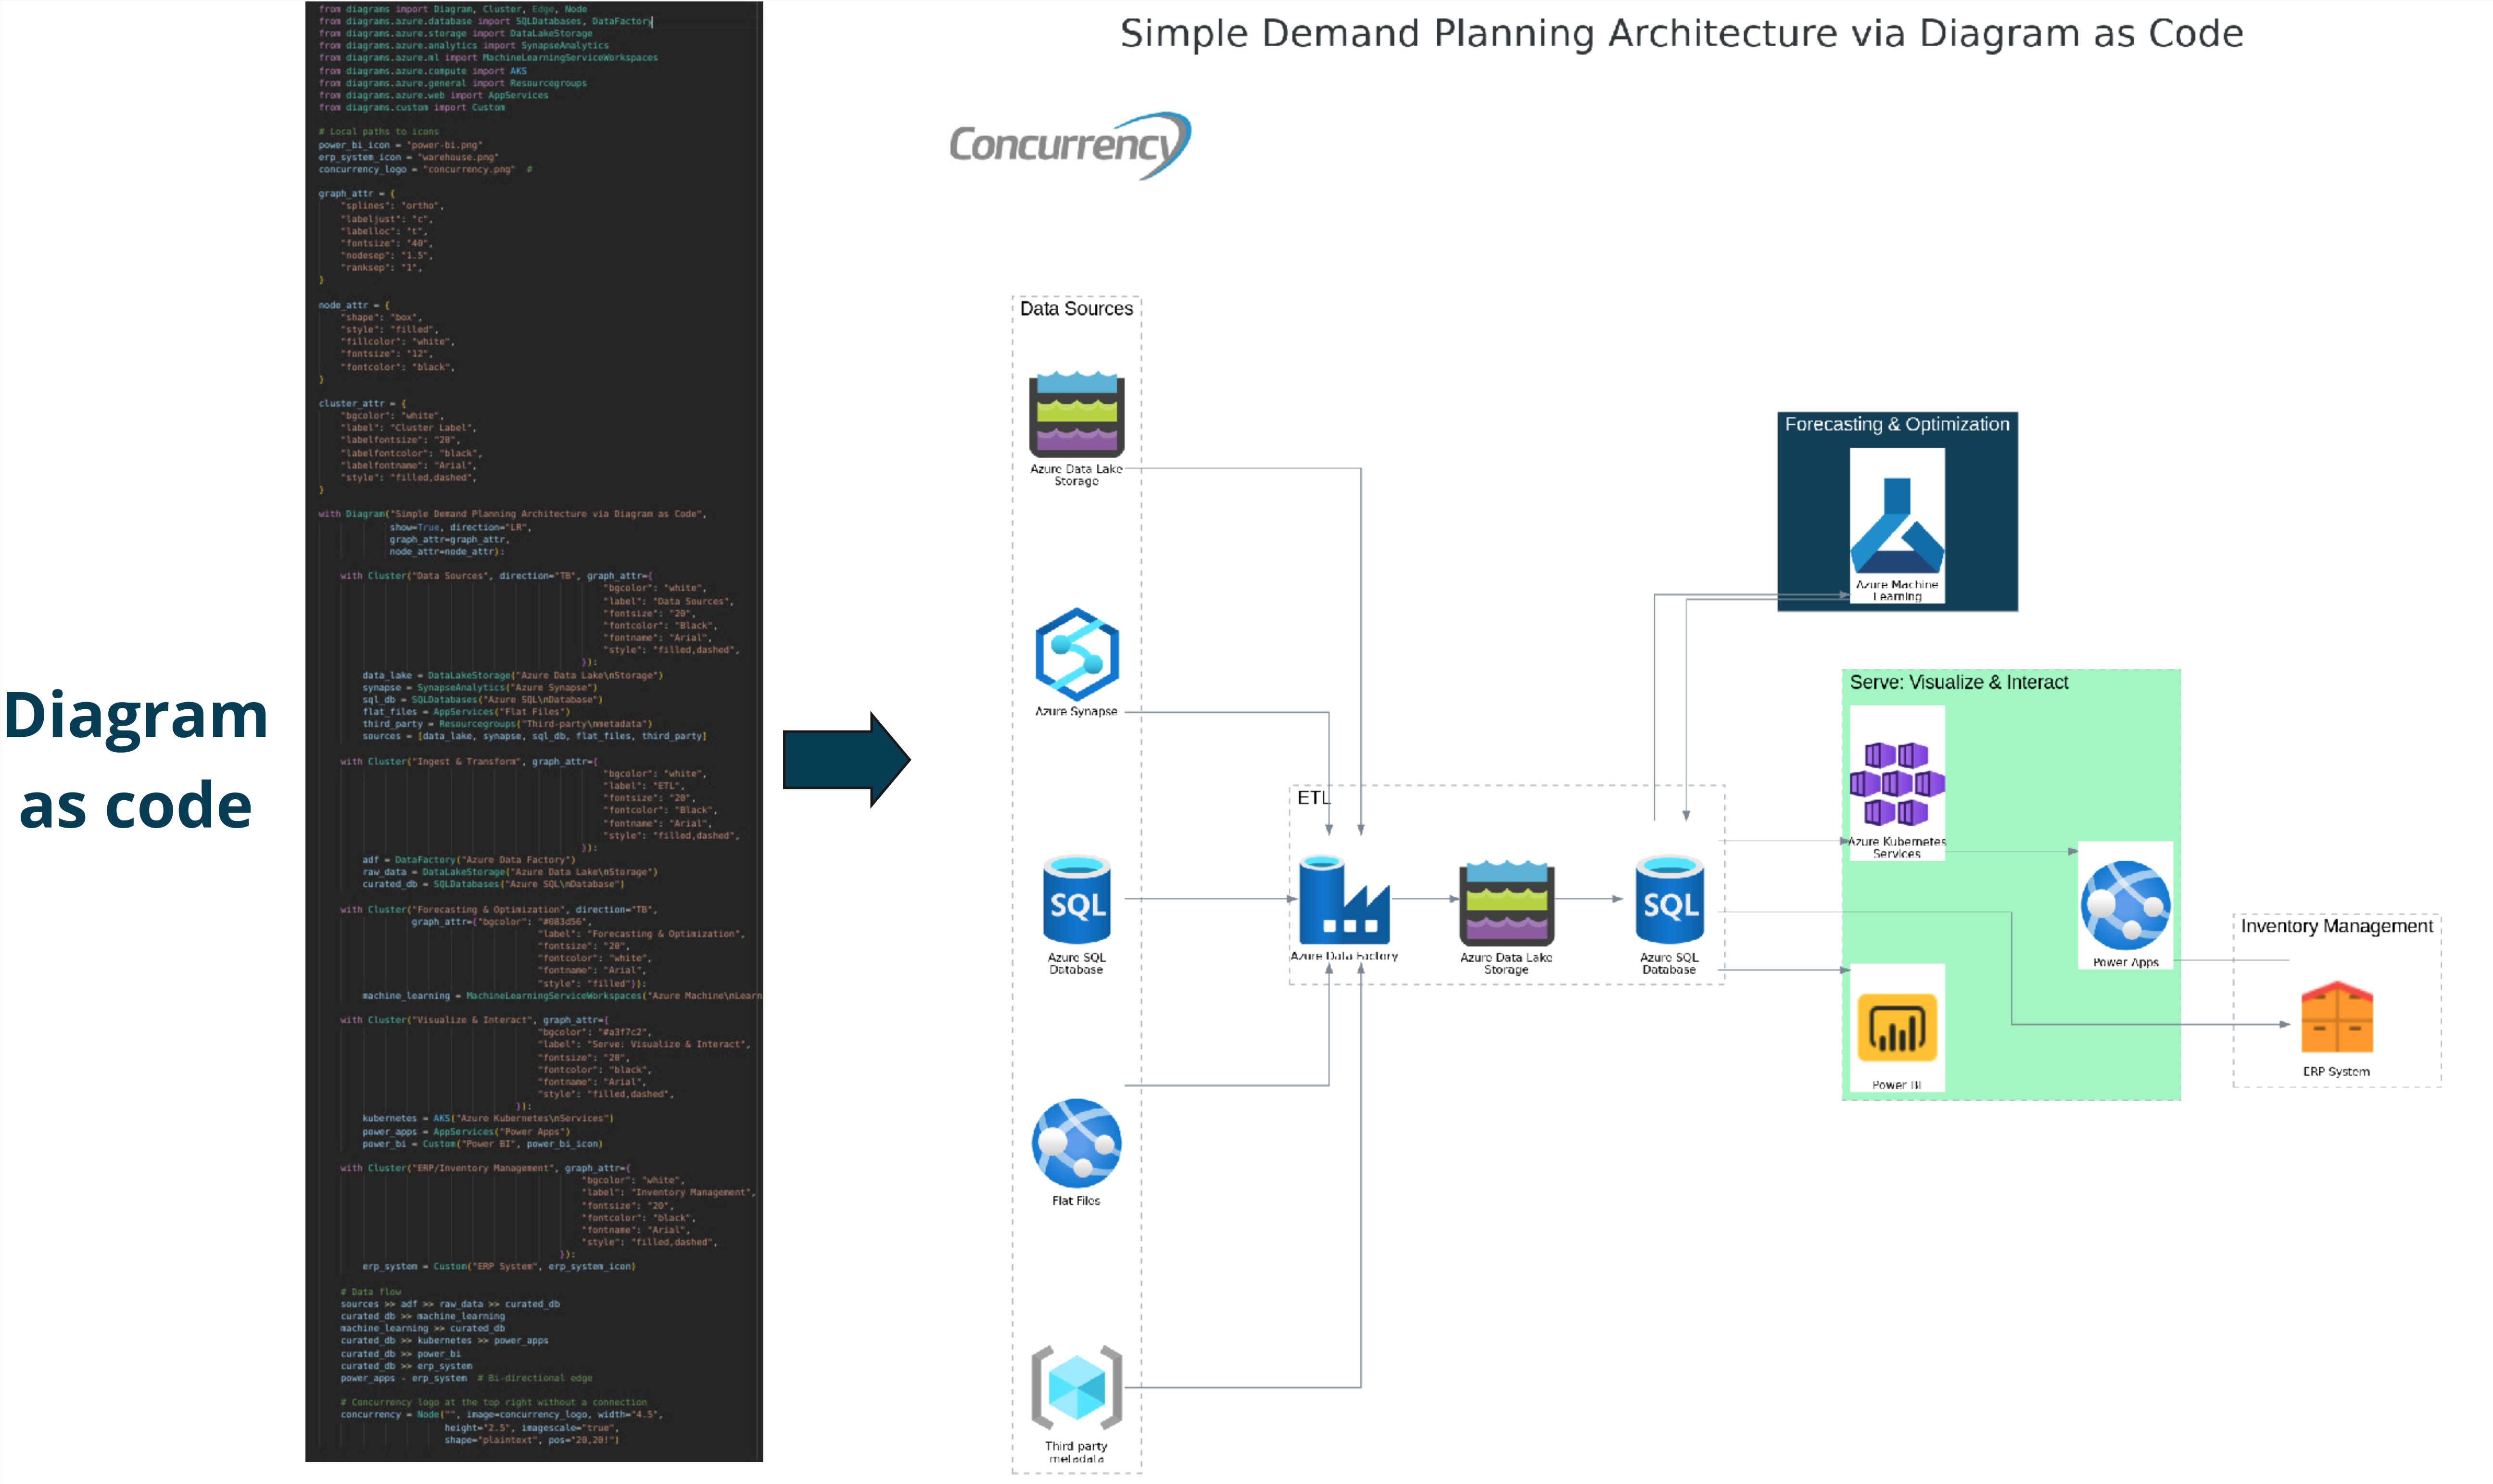 Diagram
as code
from diagrams import Diagram, Cluster, Edge, Node
from diagrams.azure.database import SQLDatabases, DataFactory
from diagrams.azure.storage import DataLakeStorage
from diagrams.azure.analytics import SynapseAnalytics
from diagrams.azure.ml import MachineLearningServiceWorkspaces
from diagrams.azure.compute import AKS
from diagrams.azure.general import Resourcegroups
from diagrams.azure.web import AppServices
from diagrams.custom import Custom
# Local paths to icons
power_bi_icon = "power-bi.png"
erp_system_icon = "warehouse.png"
concurrency_logo = "concurrency.png"  #
graph_attr = {
"splines": "ortho",
"labeljust": "c",
"labelloc": "t",
"fontsize": "40",
"nodesep": "1.5",
"ranksep": "1",
}
node_attr = {
"shape": "box",
"style": "filled",
"fillcolor": "white",
"fontsize": "12",
"fontcolor": "black",
}
cluster_attr = {
"bgcolor": "white",
"label": "Cluster Label",
"labelfontsize": "20",
"labelfontcolor": "black",
"labelfontname": "Arial",
"style": "filled,dashed",
}
with Diagram("Simple Demand Planning Architecture via Diagram as Code",
show=True, direction="LR",
graph_attr=graph_attr,
node_attr=node_attr):
with Cluster("Data Sources", direction="TB", graph_attr={
"bgcolor": "white",
"label": "Data Sources",
"fontsize": "20",
"fontcolor": "Black",
"fontname": "Arial",
"style": "filled,dashed",
}):
data_lake = DataLakeStorage("Azure Data Lake\nStorage")
synapse = SynapseAnalytics("Azure Synapse")
sql_db = SQLDatabases("Azure SQL\nDatabase")
flat_files = AppServices("Flat Files")
third_party = Resourcegroups("Third-party\nmetadata")
sources = [data_lake, synapse, sql_db, flat_files, third_party]
with Cluster("Ingest & Transform", graph_attr={
"bgcolor": "white",
"label": "ETL",
"fontsize": "20",
"fontcolor": "Black",
"fontname": "Arial",
"style": "filled,dashed",
}):
adf = DataFactory("Azure Data Factory")
raw_data = DataLakeStorage("Azure Data Lake\nStorage")
curated_db = SQLDatabases("Azure SQL\nDatabase")
with Cluster("Forecasting & Optimization", direction="TB",
graph_attr={"bgcolor": "#083d56",
"label": "Forecasting & Optimization",
"fontsize": "20",
"fontcolor": "white",
"fontname": "Arial",
"style": "filled"}):
machine_learning = MachineLearningServiceWorkspaces("Azure Machine\nLearn
with Cluster("Visualize & Interact", graph_attr={
"bgcolor": "#a3f7c2",
"label": "Serve: Visualize & Interact",
"fontsize": "20",
"fontcolor": "black",
"fontname": "Arial",
"style": "filled,dashed",
}):
kubernetes = AKS("Azure Kubernetes\nServices")
power_apps = AppServices("Power Apps")
power_bi = Custom("Power BI", power_bi_icon)
with Cluster("ERP/Inventory Management", graph_attr={
"bgcolor": "white",
"label": "Inventory Management",
"fontsize": "20",
"fontcolor": "black",
"fontname": "Arial",
"style": "filled,dashed",
}):
erp_system = Custom("ERP System", erp_system_icon)
# Data flow
sources >> adf >> raw_data >> curated_db
curated_db >> machine_learning
machine_learning >> curated_db
curated_db >> kubernetes >> power_apps
curated_db >> power_bi
curated_db >> erp_system
power_apps - erp_system  # Bi-directional edge
# Concurrency logo at the top right without a connection
concurrency = Node("", image=concurrency_logo, width="4.5",
height="2.5", imagescale="true",
shape="plaintext", pos="20,20!")
Simple Demand Planning Architecture via Diagram as Code
Concurrency
Data Sources
Azure Data Lake
Storage
Azure Synapse
SQL
Azure SQL
Database
Flat Files
Third party
metadata
ETL
Azure Data Factory
Azure Data Lake
Storage
SQL
Azure SQL
Database
Forecasting & Optimization
Azure Machine
Learning
Serve: Visualize & Interact
Azure Kubernetes
Services
Power Apps
Power BI
Inventory Management
ERP System